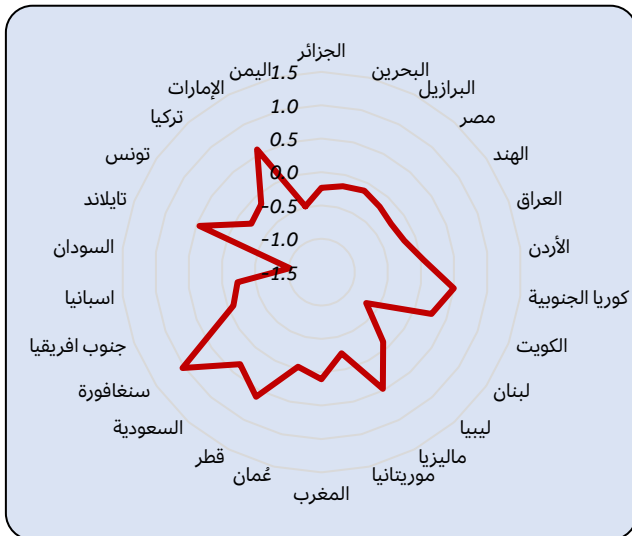 الجزائر
البحرين
البرازيل
مصر
الهند
العراق
الأردن
كوريا الجنوبية
الكويت
لبنان
ليبيا
ماليزيا
موريتانيا
المغرب
عُمان
قطر
السعودية
سنغافورة
جنوب افريقيا
اسبانيا
السودان
تايلاند
تونس
تركيا
الإمارات
اليمن
1.5
1.0
0.5
0.0
-0.5
-1.0
-1.5